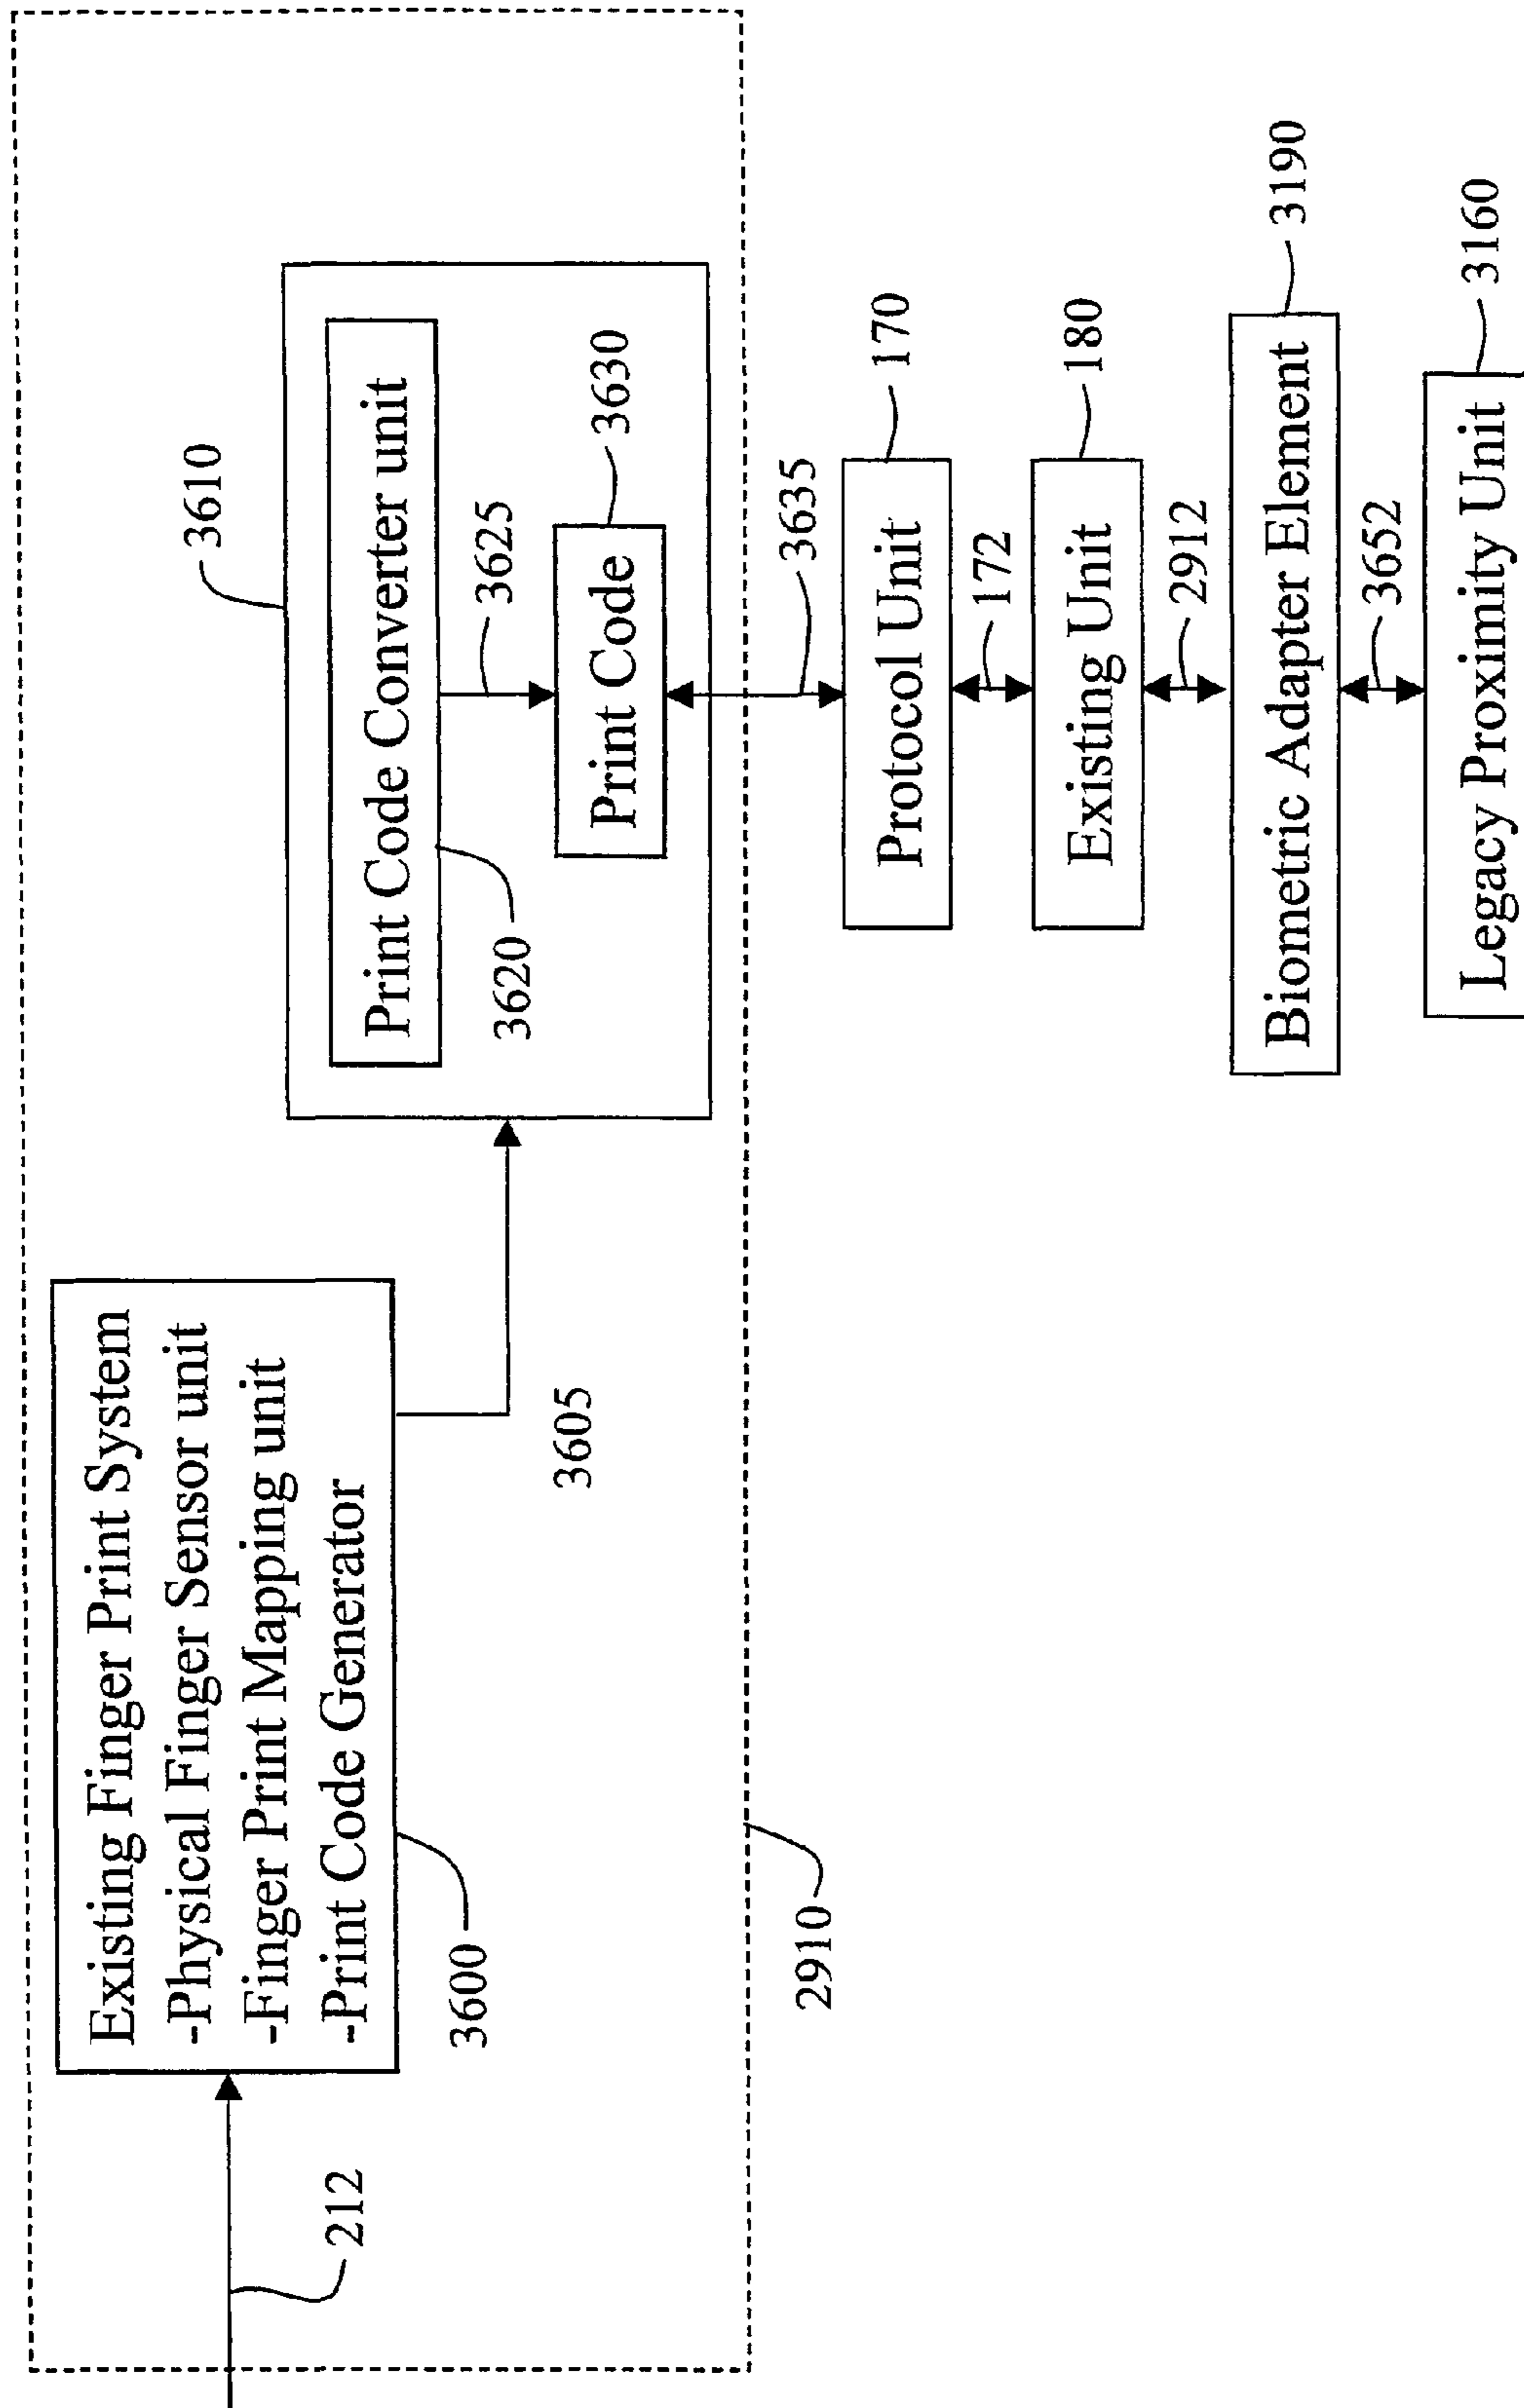 212
Existing Finger Print System
-Physical Finger Sensor unit
-Finger Print Mapping unit
-Print Code Generator
3600
3605
3610
Print Code Converter unit
3620
3625
Print Code
3630
2910
3635
Protocol Unit
170
172
Existing Unit
180
2912
Biometric Adapter Element
3190
3652
Legacy Proximity Unit
3160